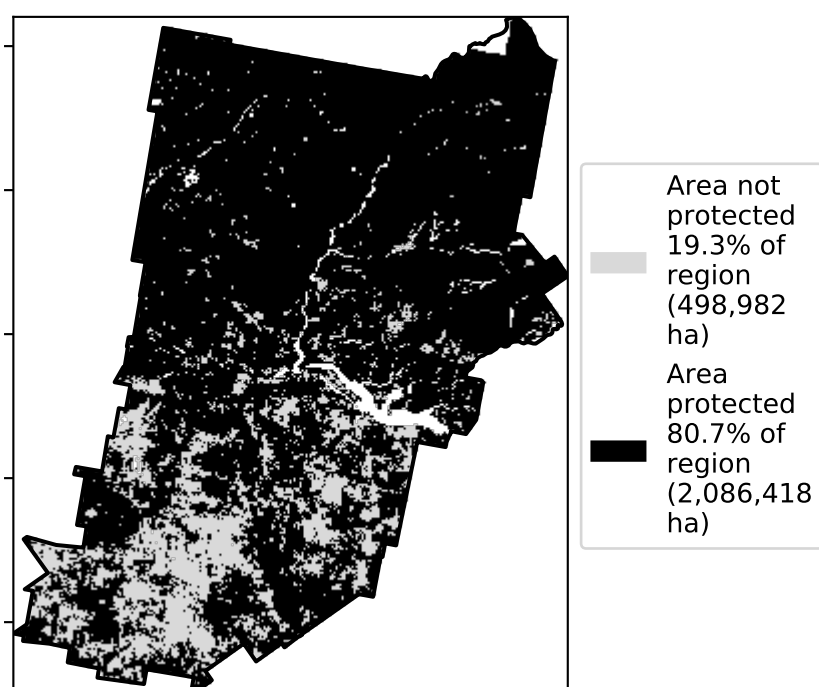 Area not
protected
19.3% of
region
(498,982
ha)
Area
protected
80.7% of
region
(2,086,418
ha)